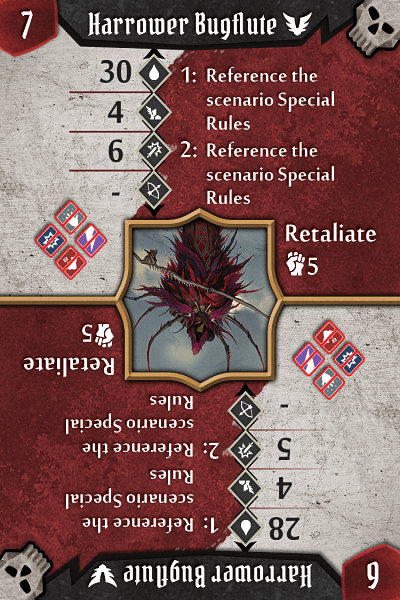 7
Harrower Bugflute
30
4
6
-
1: Reference the
scenario Special
Rules
2: Reference the
scenario Special
Rules
Retaliate
5
6
Harrower Bugflute
28
4
5
-
1: Reference the
scenario Special
Rules
2: Reference the
scenario Special
Rules
Retaliate
5